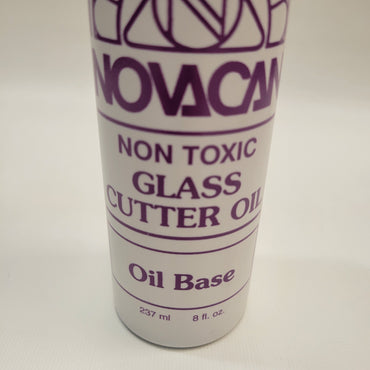 NOVACAN
NON TOXIC
GLASS
CUTTER OIL
Oil Base
237 ml 8 fl. oz.